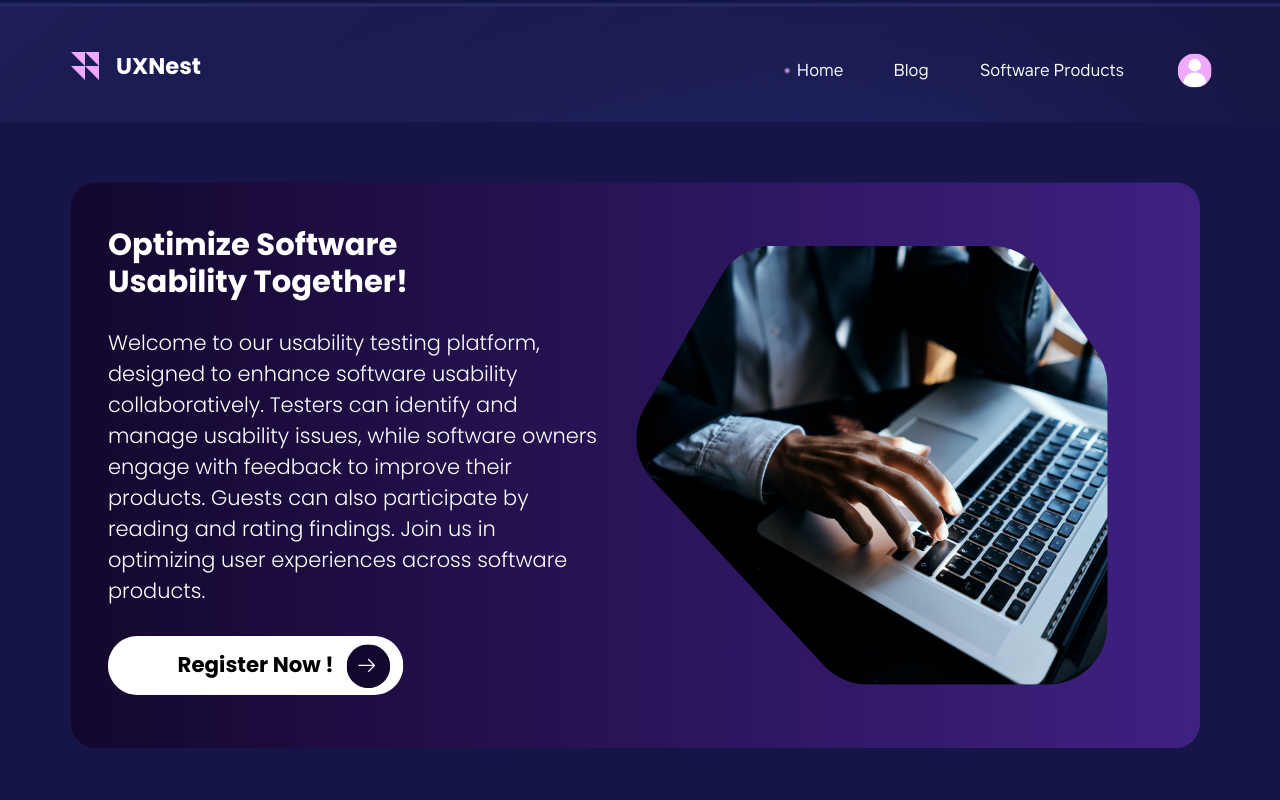 UXNest
Home
Blog
Software Products
Optimize Software
Usability Together!
Welcome to our usability testing platform,
designed to enhance software usability
collaboratively. Testers can identify and
manage usability issues, while software owners
engage with feedback to improve their
products. Guests can also participate by
reading and rating findings. Join us in
optimizing user experiences across software
products.
Register Now !